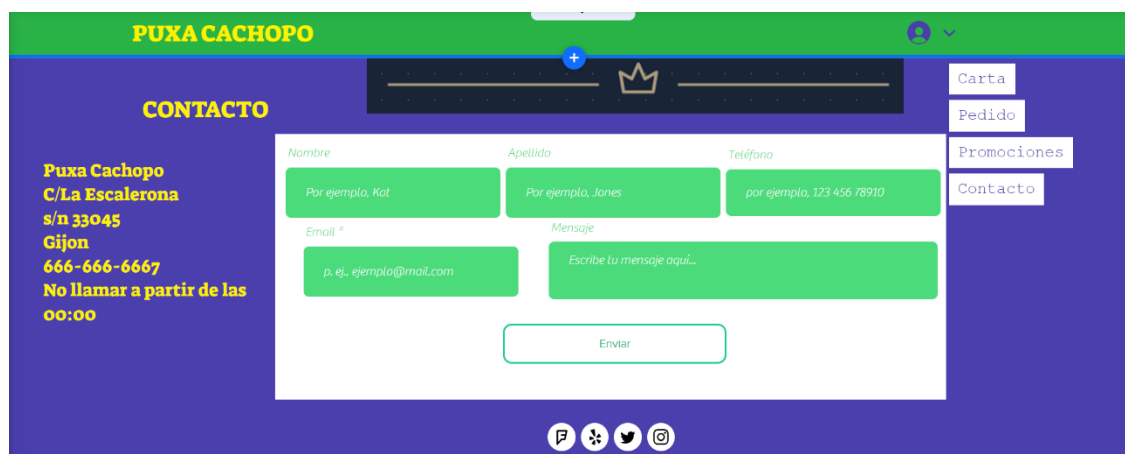 PUXA CACHOPO
CONTACTO
Puxa Cachopo
C/La Escalerona
s/n 33045
Gijon
666-666-6667
No llamar a partir de las
00:00
Nombre
Apellido
Teléfono
Por ejemplo, Kat
Por ejemplo, Jones
por ejemplo, 123 456 78910
Email *
Mensaje
p. ej., ejemplo@mail.com
Escribe tu mensaje aquí...
Enviar
Carta
Pedido
Promociones
Contacto